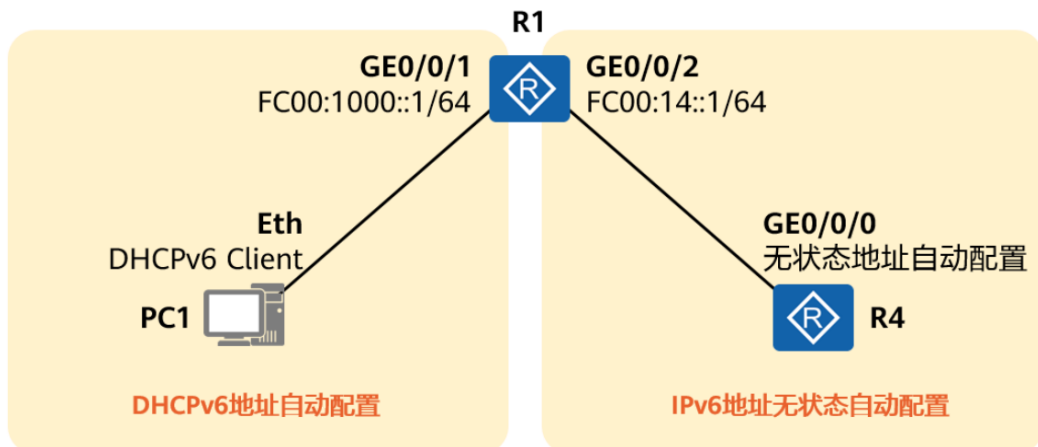 R1
GE0/0/1
FC00:1000::1/64
R
GE0/0/2
FC00:14::1/64
Eth
DHCPv6 Client
PC1
GE0/0/0
无状态地址自动配置
R
R4
DHCPv6地址自动配置
IPv6地址无状态自动配置